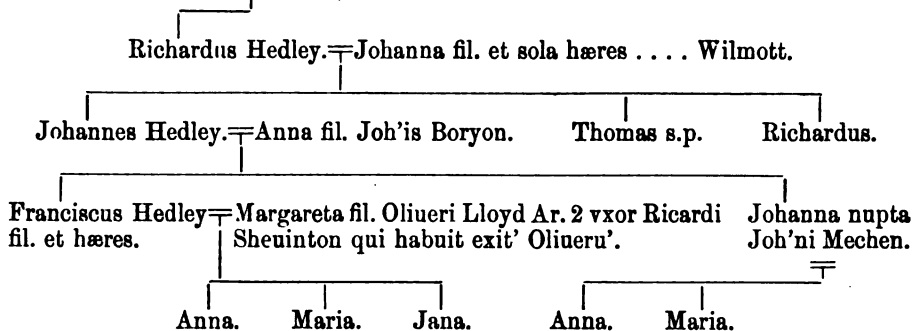 Richardus Hedley.=Johanna fil. et sola hæres .... Wilmott.
Johannes Hedley.=Anna fil. Joh'is Boryon. Thomas s.p. Richardus.
Franciscus Hedley=Margareta fil. Oliueri Lloyd Ar. 2 vxor Ricardi Johanna nupta
fil. et hæres. Sheuinton qui habuit exit' Oliueru'. Joh'ni Mechen.
Anna. Maria. Jana. Anna. Maria.